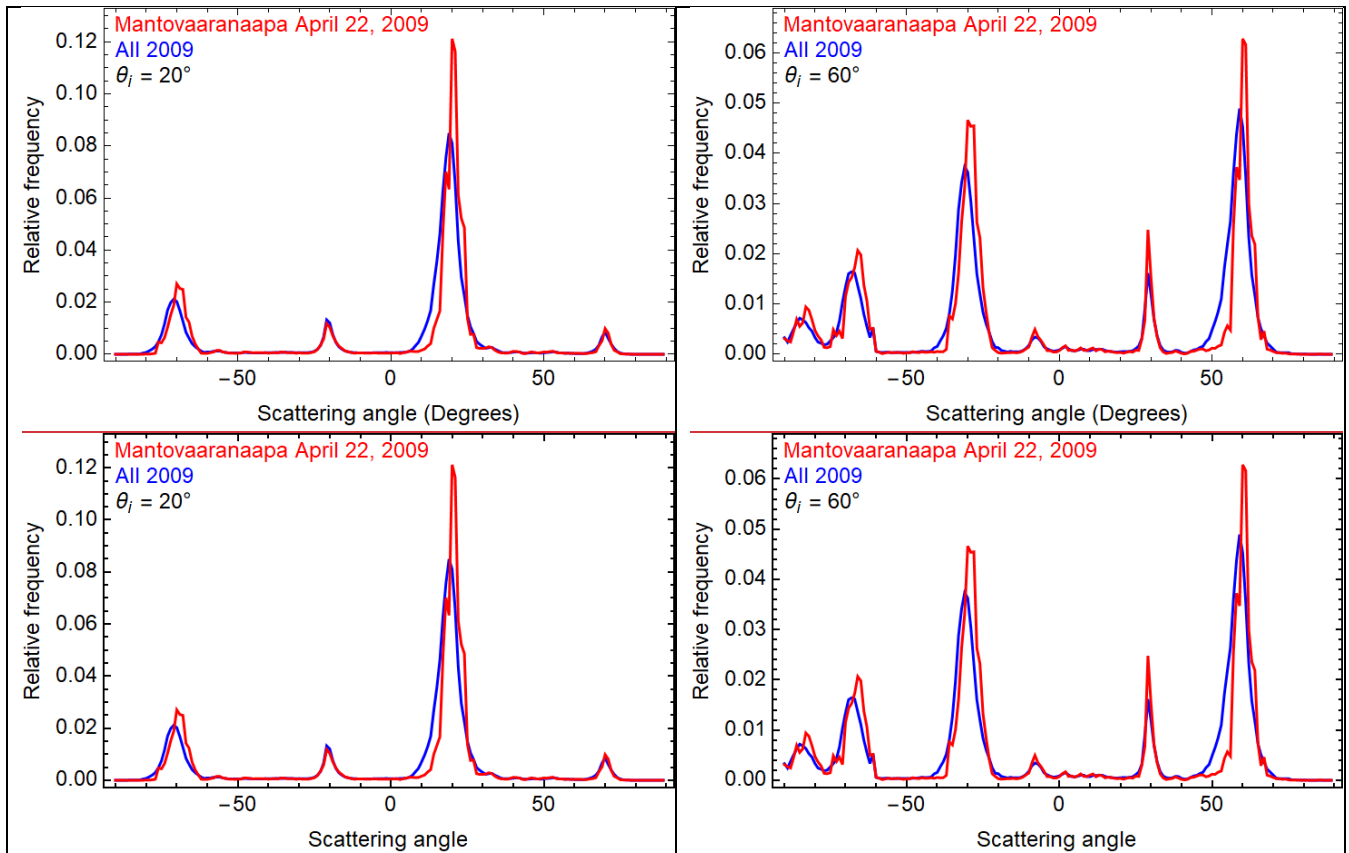 Mantovaaranaapa April 22, 2009
All 2009
θi = 20°
Relative frequency
0.12
0.10
0.08
0.06
0.04
0.02
0.00
−50 0 50
Scattering angle (Degrees)
Mantovaaranaapa April 22, 2009
All 2009
θi = 60°
Relative frequency
0.06
0.05
0.04
0.03
0.02
0.01
0.00
−50 0 50
Scattering angle (Degrees)
Mantovaaranaapa April 22, 2009
All 2009
θi = 20°
Relative frequency
0.12
0.10
0.08
0.06
0.04
0.02
0.00
−50 0 50
Scattering angle
Mantovaaranaapa April 22, 2009
All 2009
θi = 60°
Relative frequency
0.06
0.05
0.04
0.03
0.02
0.01
0.00
−50 0 50
Scattering angle